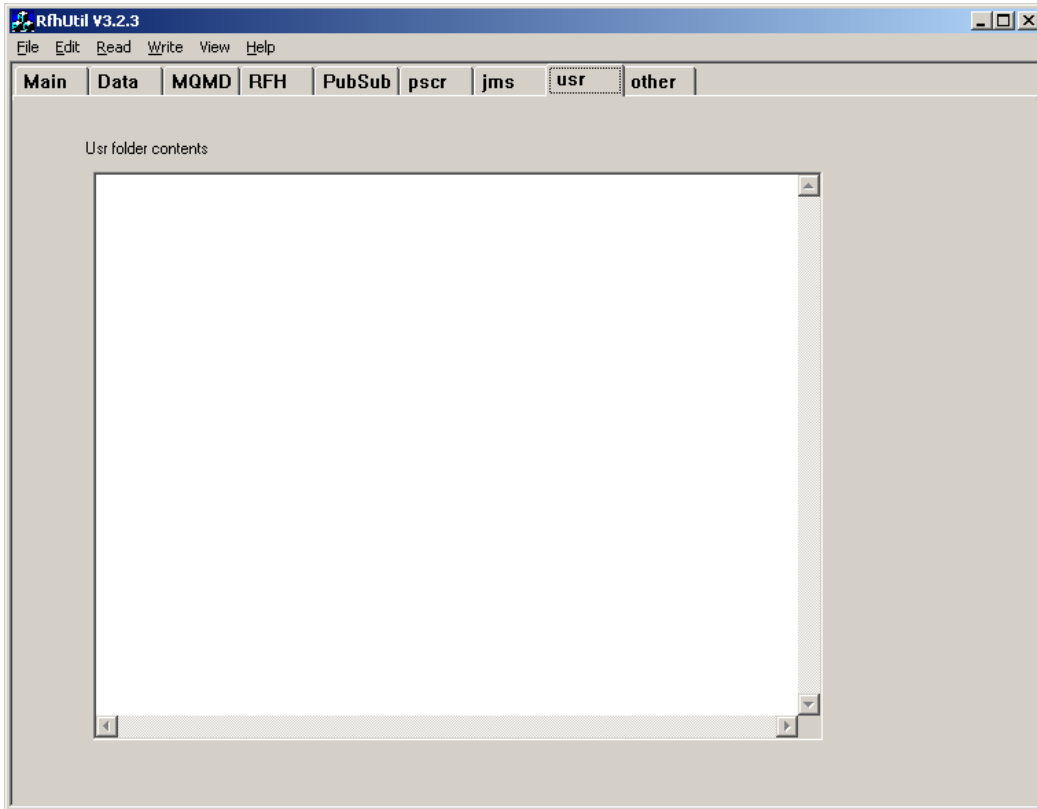 RfhUtil V3.2.3
File Edit Read Write View Help
Main Data MQMD RFH PubSub pscr jms usr other
Usr folder contents